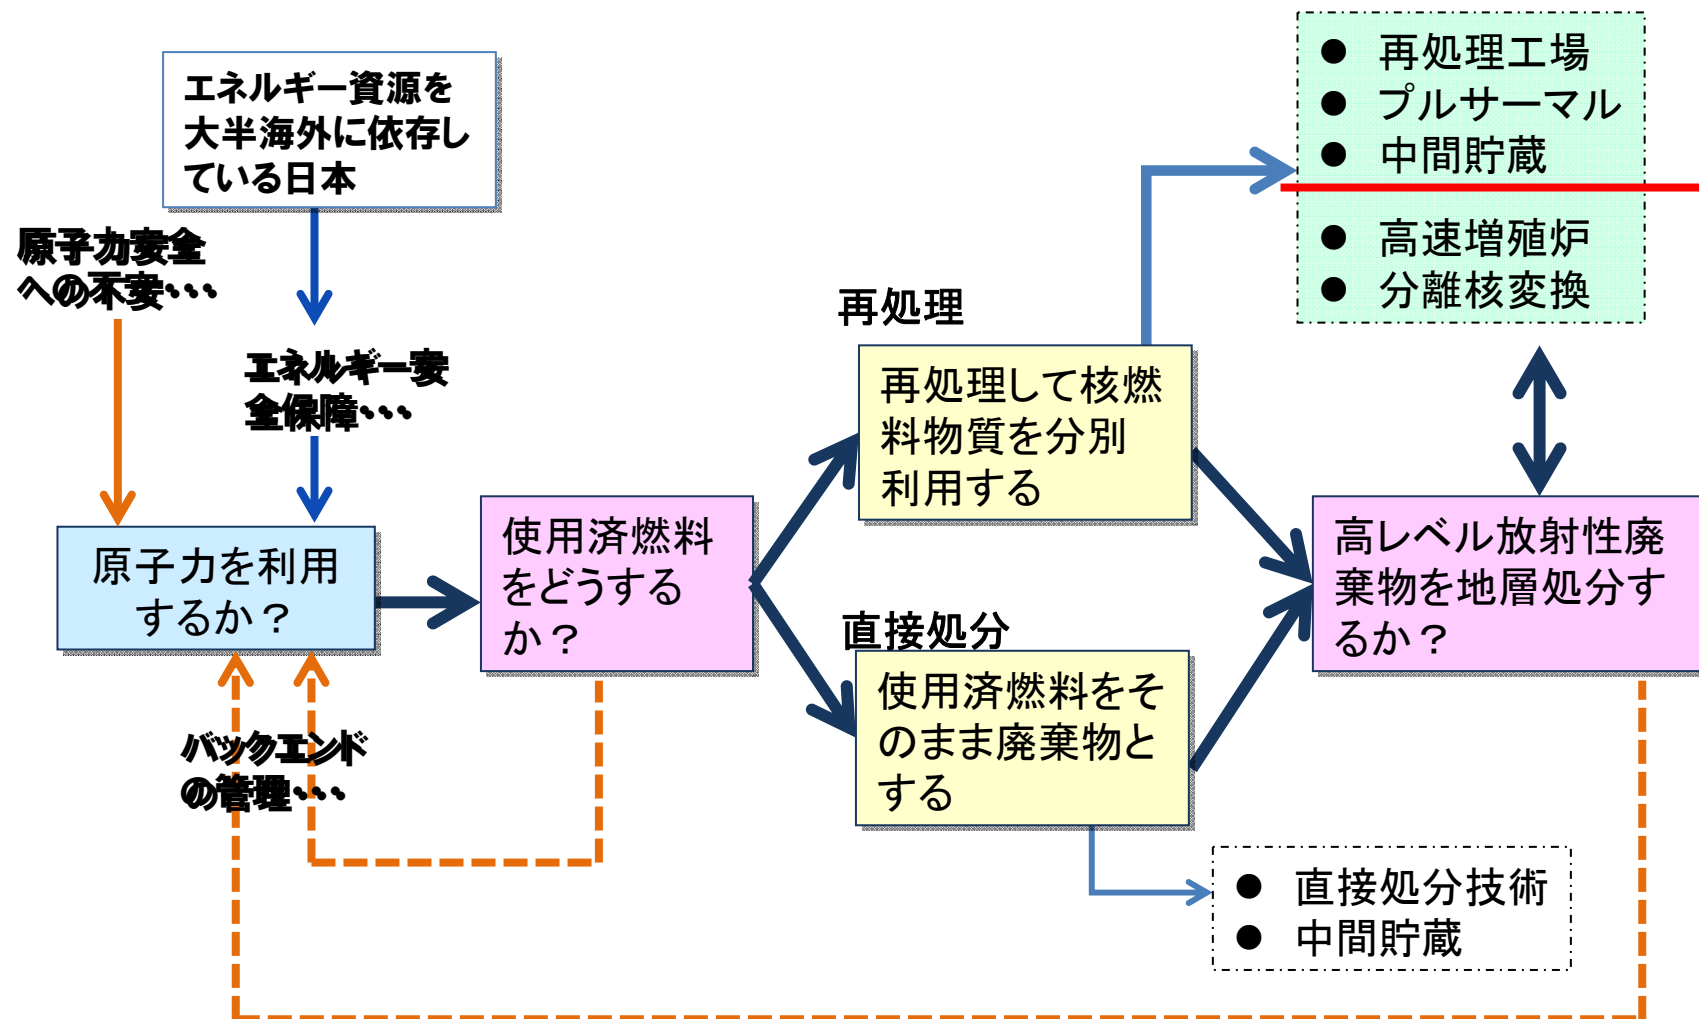 エネルギー資源を
大半海外に依存し
ている日本
原子力安全
への不安・・・
エネルギー安
全保障・・・
原子力を利用
するか？
バックエンド
の管理・・・
使用済燃料
をどうする
か？
再処理
再処理して核燃
料物質を分別
利用する
直接処分
使用済燃料をそ
のまま廃棄物と
する
● 再処理工場
● プルサーマル
● 中間貯蔵
● 高速増殖炉
● 分離核変換
高レベル放射性廃
棄物を地層処分す
るか？
● 直接処分技術
● 中間貯蔵